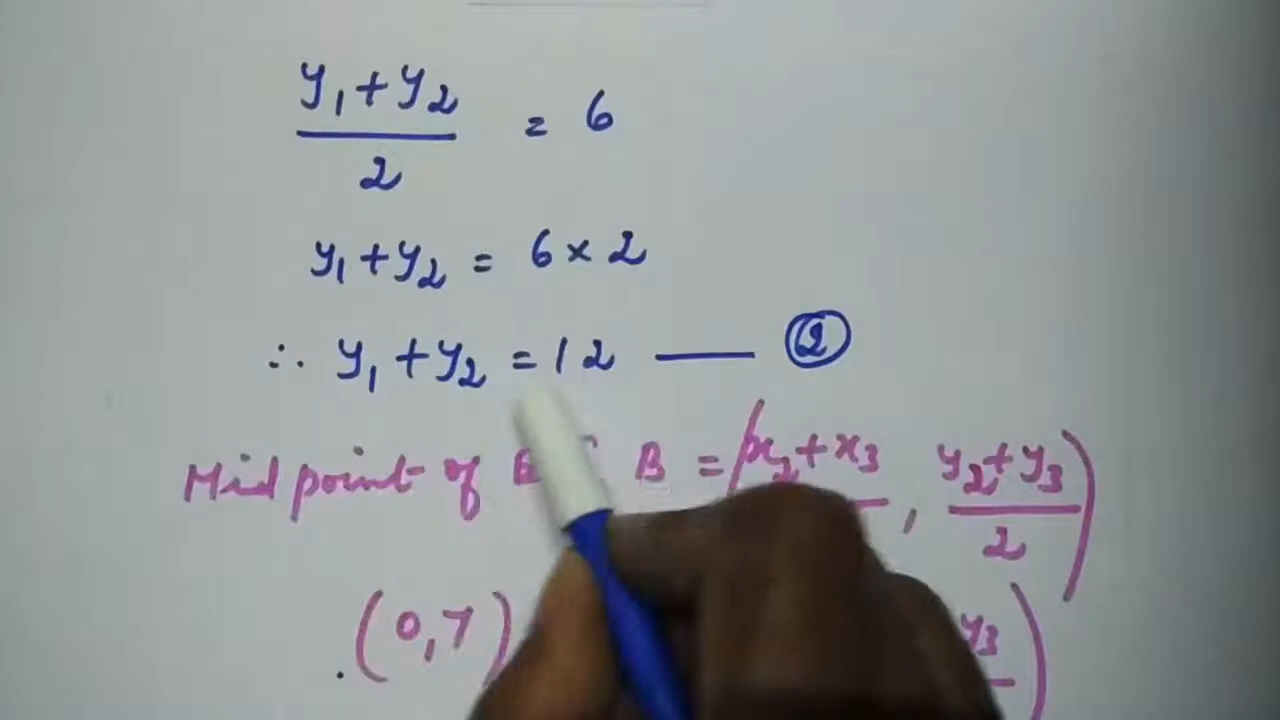 y₁+y₂/2 = 6
y₁+y₂ = 6×2
∴ y₁+y₂ =12 — ②
Mid point of B = (x₂+x₃, y₂+y₃/2)
(0,7) y₃)